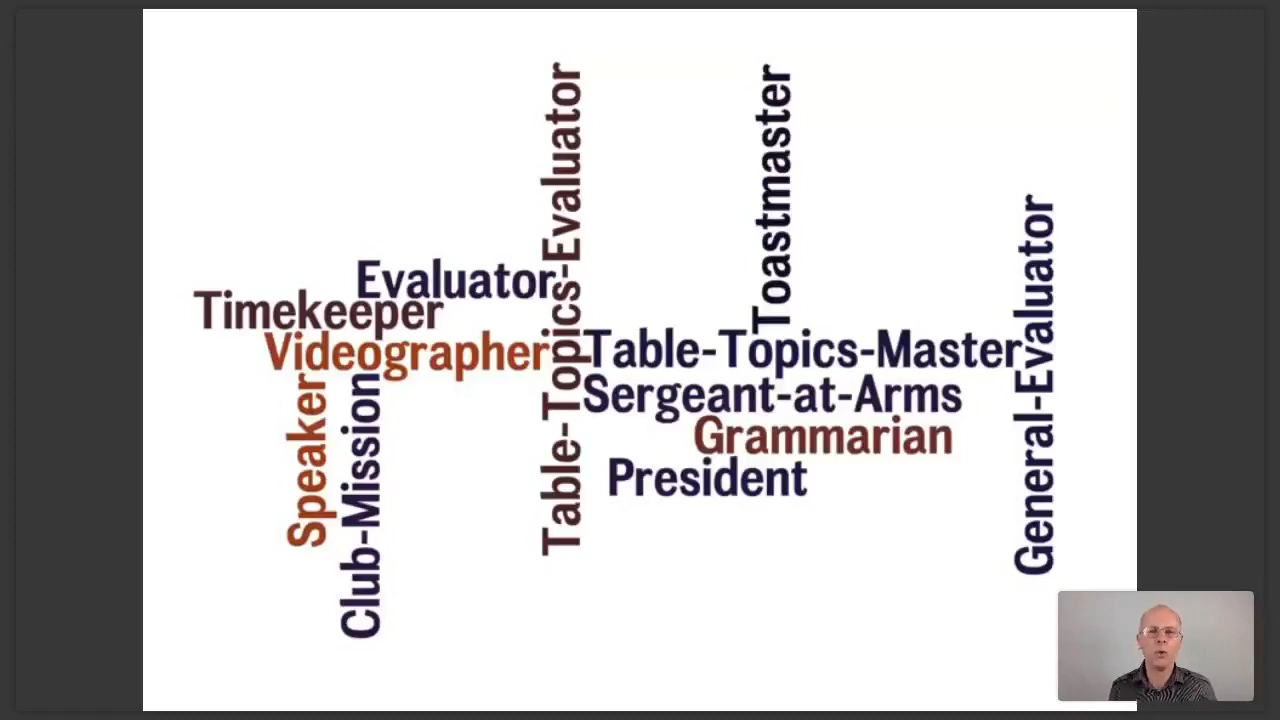 Table-Topics-Evaluator
Toastmaster
General-Evaluator
Evaluator
Timekeeper
Videographer
Table-Topics-Master
Speaker
Club-Mission
Sergeant-at-Arms
Grammarian
President